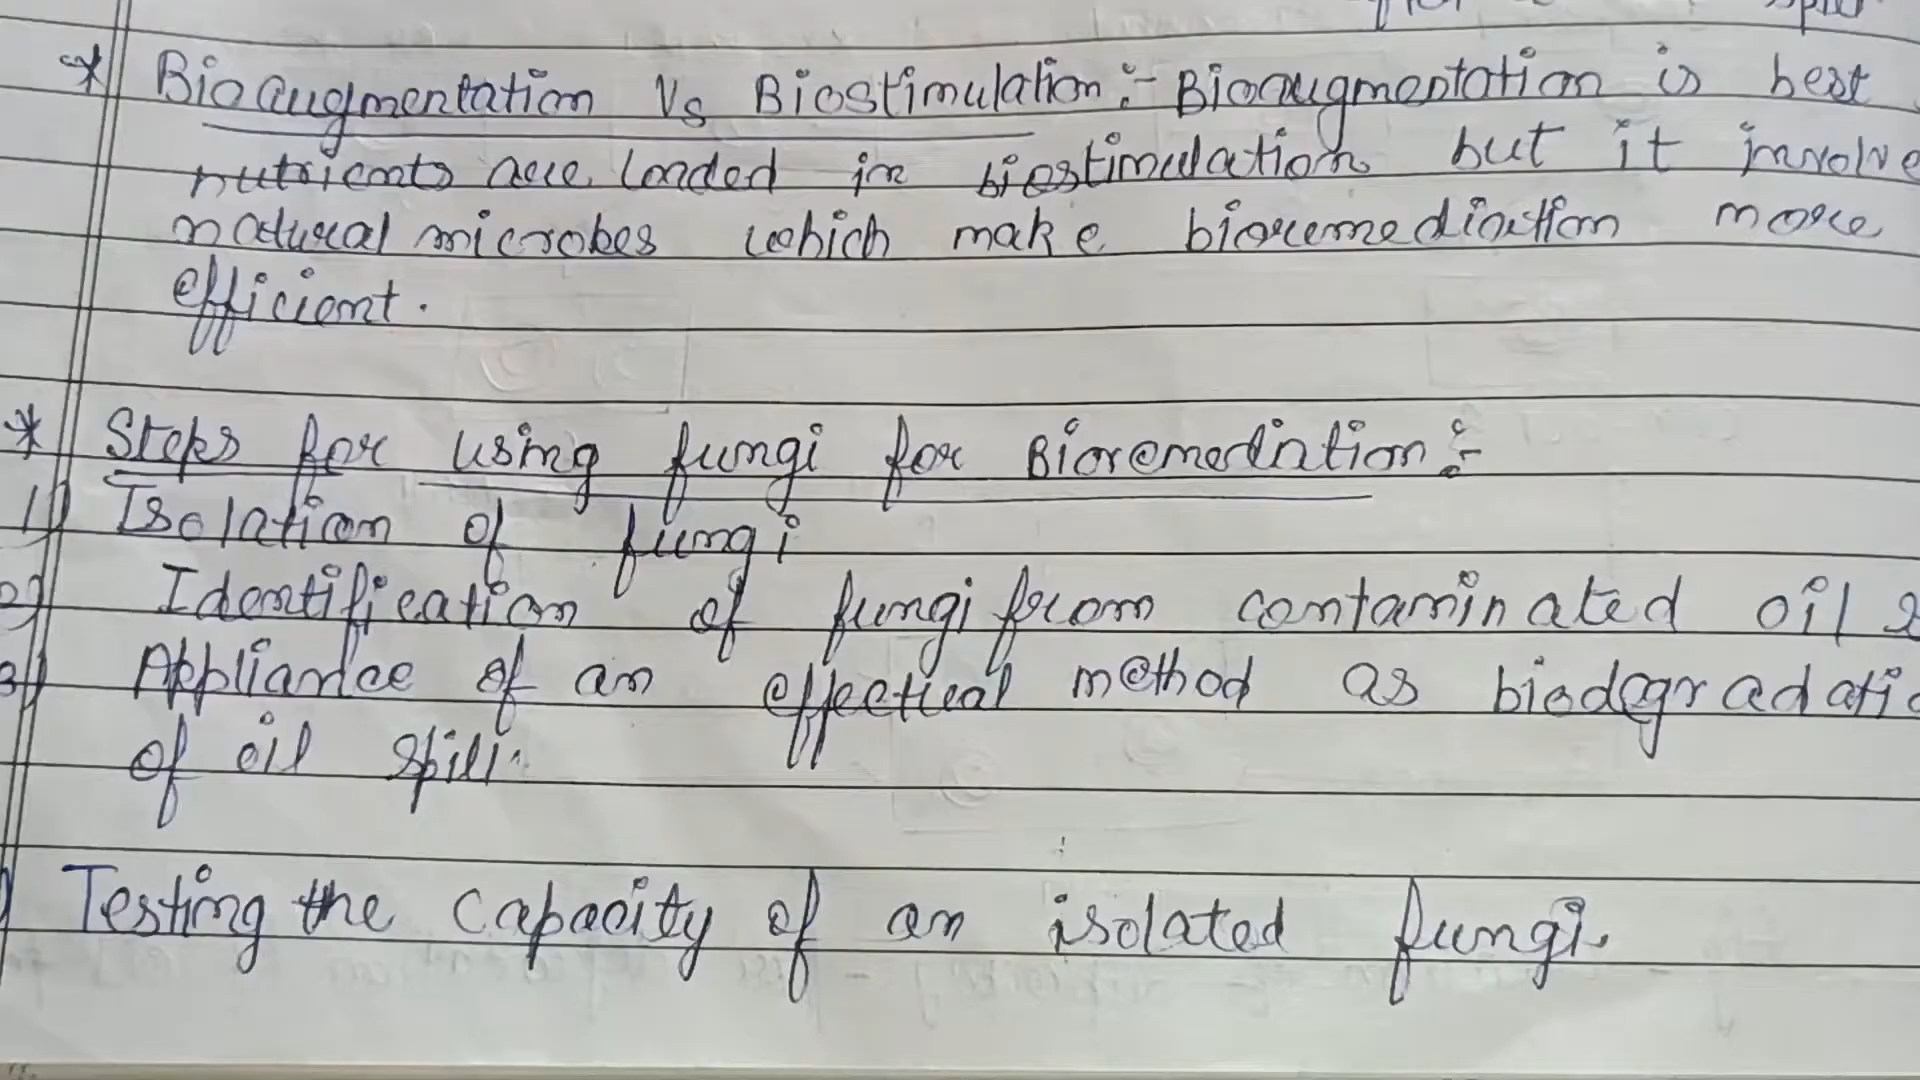 * Bioaugmentation Vs Biostimulation :- Bioaugmentation is best
nutrients are loaded in biostimulation but it involve
natural microbes which make bioremediation more
efficient.
* Steps for using fungi for Bioremediation :-
1) Isolation of fungi
2) Identification of fungi from contaminated oil
3) Appliance of an effectical method as biodegradatio
of oil spill.
Testing the capacity of an isolated fungi.